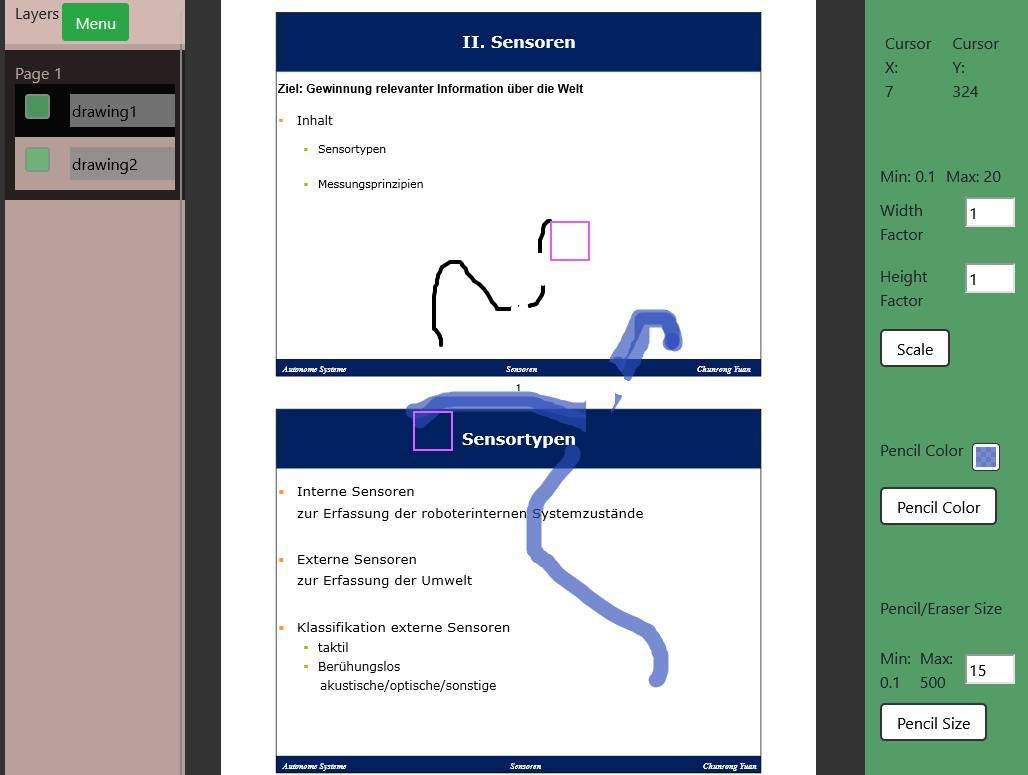 Layers Menu
Page 1
drawing1
drawing2
II. Sensoren
Ziel: Gewinnung relevanter Information über die Welt
Inhalt
Sensortypen
Messungsprinzipien
Autonome Systeme Sensoren Chunrong Yuan
1
Sensortypen
Interne Sensoren
zur Erfassung der roboterinternen Systemzustände
Externe Sensoren
zur Erfassung der Umwelt
Klassifikation externe Sensoren
taktil
Berühungslos
akustische/optische/sonstige
Autonome Systeme Sensoren Chunrong Yuan
Cursor X: 7
Cursor Y: 324
Min: 0.1 Max: 20
Width Factor 1
Height Factor 1
Scale
Pencil Color
Pencil Color
Pencil/Eraser Size
Min: 0.1 Max: 500 15
Pencil Size